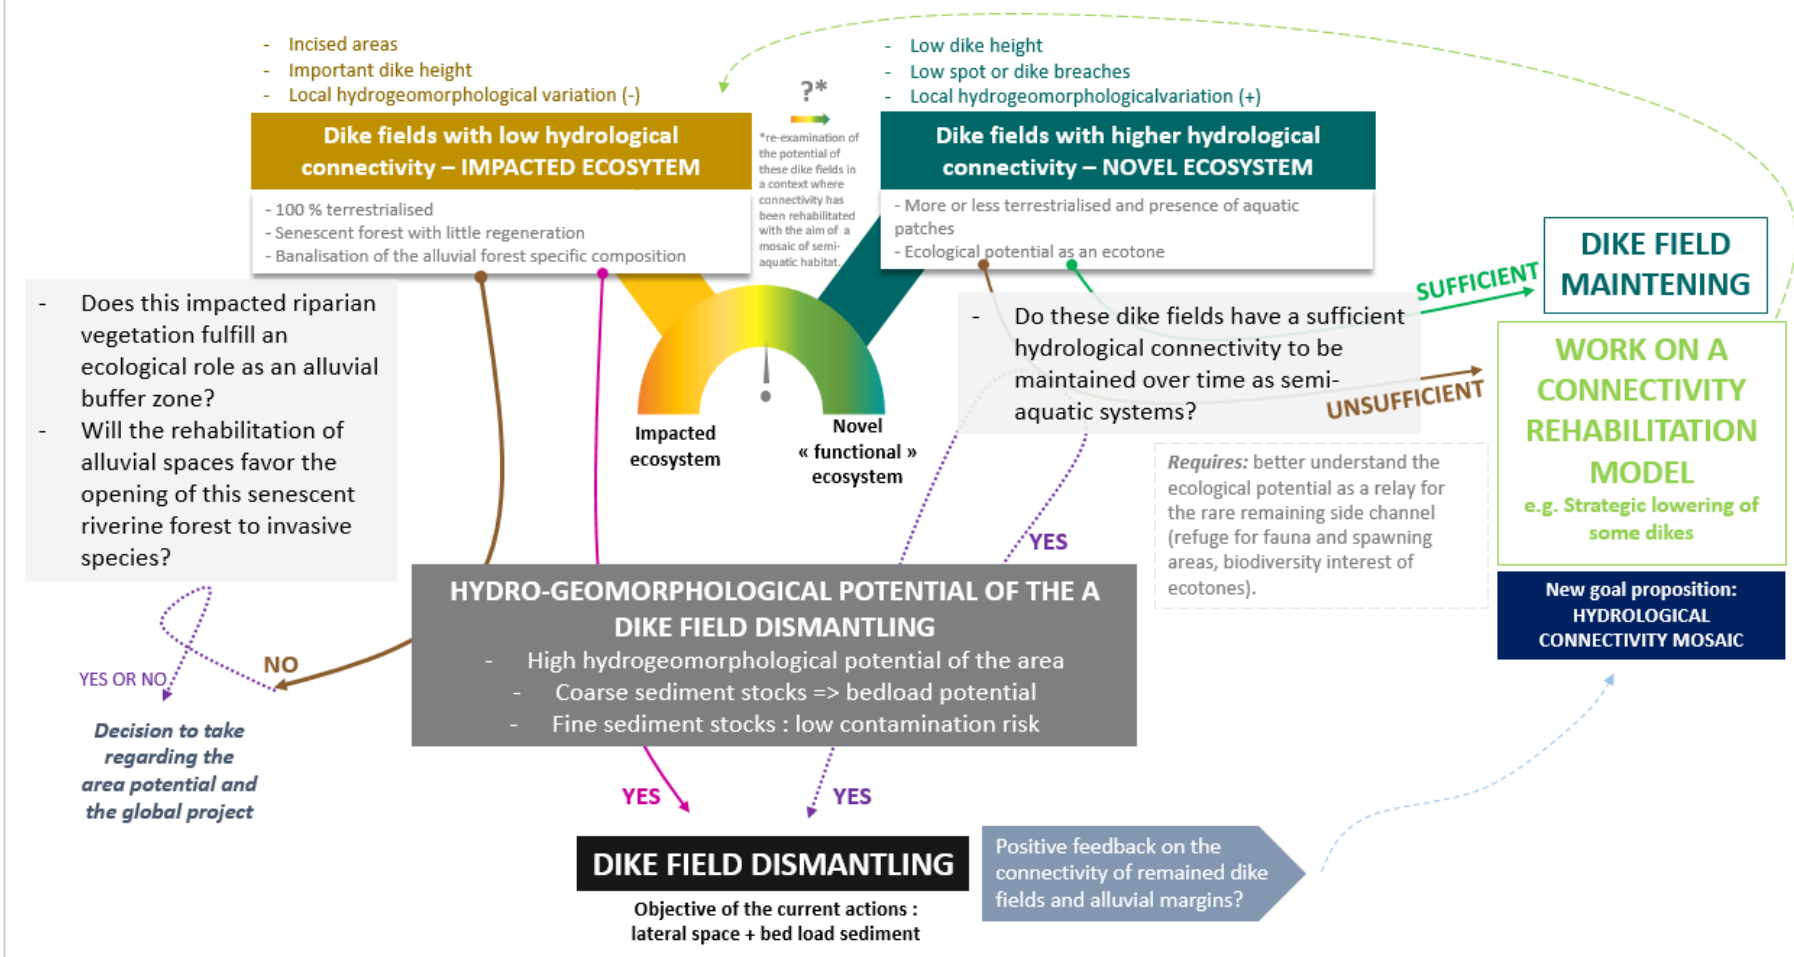 - Incised areas
- Important dike height
- Local hydrogeomorphological variation (-)
Dike fields with low hydrological
connectivity – IMPACTED ECOSYTEM
- 100 % terrestrialised
- Senescent forest with little regeneration
- Banalisation of the alluvial forest specific composition
?*
*re-examination of
the potential of
these dike fields in
a context where
connectivity has
been rehabilitated
with the aim of a
mosaic of semi-
aquatic habitat.
- Low dike height
- Low spot or dike breaches
- Local hydrogeomorphologicalvariation (+)
Dike fields with higher hydrological
connectivity – NOVEL ECOSYSTEM
- More or less terrestrialised and presence of aquatic
patches
- Ecological potential as an ecotone
- Does this impacted riparian
vegetation fulfill an
ecological role as an alluvial
buffer zone?
- Will the rehabilitation of
alluvial spaces favor the
opening of this senescent
riverine forest to invasive
species?
Impacted
ecosystem
Novel
« functional »
ecosystem
- Do these dike fields have a sufficient
hydrological connectivity to be
maintained over time as semi-
aquatic systems?
SUFFICIENT
UNSUFFICIENT
DIKE FIELD
MAINTENING
WORK ON A
CONNECTIVITY
REHABILITATION
MODEL
e.g. Strategic lowering of
some dikes
New goal proposition:
HYDROLOGICAL
CONNECTIVITY MOSAIC
Requires: better understand the
ecological potential as a relay for
the rare remaining side channel
(refuge for fauna and spawning
areas, biodiversity interest of
ecotones).
YES
HYDRO-GEOMORPHOLOGICAL POTENTIAL OF THE A
DIKE FIELD DISMANTLING
- High hydrogeomorphological potential of the area
- Coarse sediment stocks => bedload potential
- Fine sediment stocks : low contamination risk
NO
YES OR NO
Decision to take
regarding the
area potential and
the global project
YES
YES
DIKE FIELD DISMANTLING
Objective of the current actions :
lateral space + bed load sediment
Positive feedback on the
connectivity of remained dike
fields and alluvial margins?